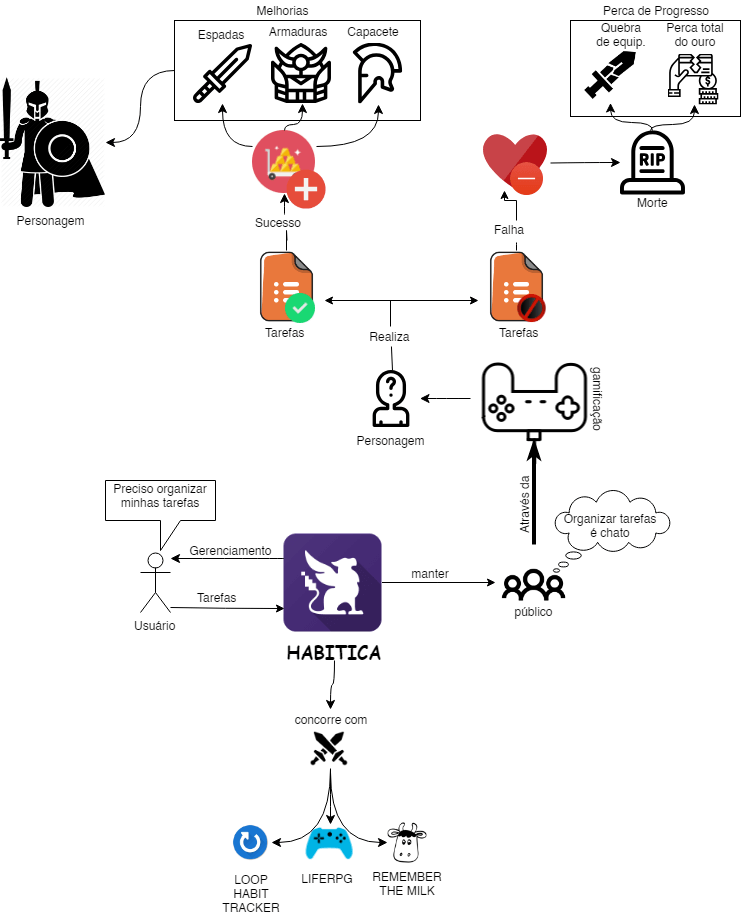 Melhorias
Espadas
Armaduras
Capacete
Perca de Progresso
Quebra
de equip.
Perca total
do ouro
$
RIP
Personagem
Sucesso
Falha
Morte
Tarefas
Tarefas
Realiza
?
Personagem
gamificação
Através da
Preciso organizar
minhas tarefas
Organizar tarefas
é chato
Gerenciamento
Tarefas
Usuário
manter
público
HABITICA
concorre com
LOOP
HABIT
TRACKER
LIFERPG
REMEMBER
THE MILK